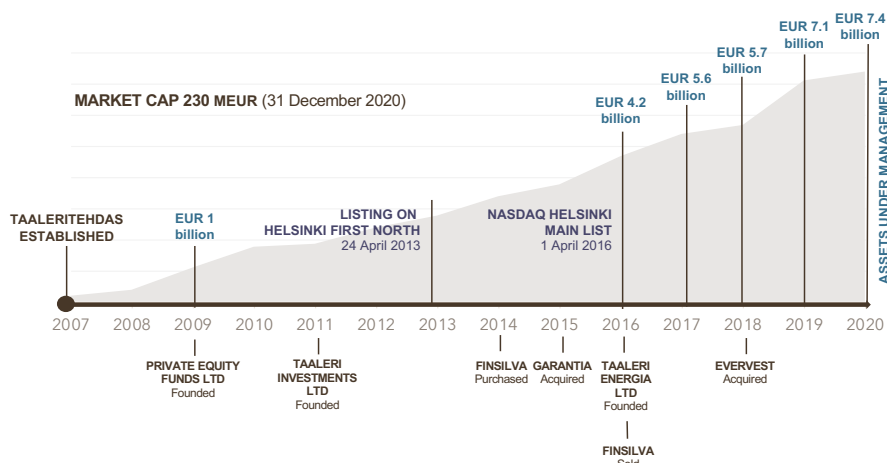 EUR 7.4
billion
EUR 7.1
billion
EUR 5.7
billion
EUR 5.6
billion
EUR 4.2
billion
MARKET CAP 230 MEUR (31 December 2020)
ASSETS UNDER MANAGEMENT
TAALERITEHDAS
ESTABLISHED
EUR 1
billion
LISTING ON
HELSINKI FIRST NORTH
24 April 2013
NASDAQ HELSINKI
MAIN LIST
1 April 2016
2007 2008 2009 2010 2011 2012 2013 2014 2015 2016 2017 2018 2019 2020
PRIVATE EQUITY
FUNDS LTD
Founded
TAALERI
INVESTMENTS
LTD
Founded
FINSILVA
Purchased
GARANTIA
Acquired
TAALERI
ENERGIA
LTD
Founded
FINSILVA
Sold
EVERVEST
Acquired